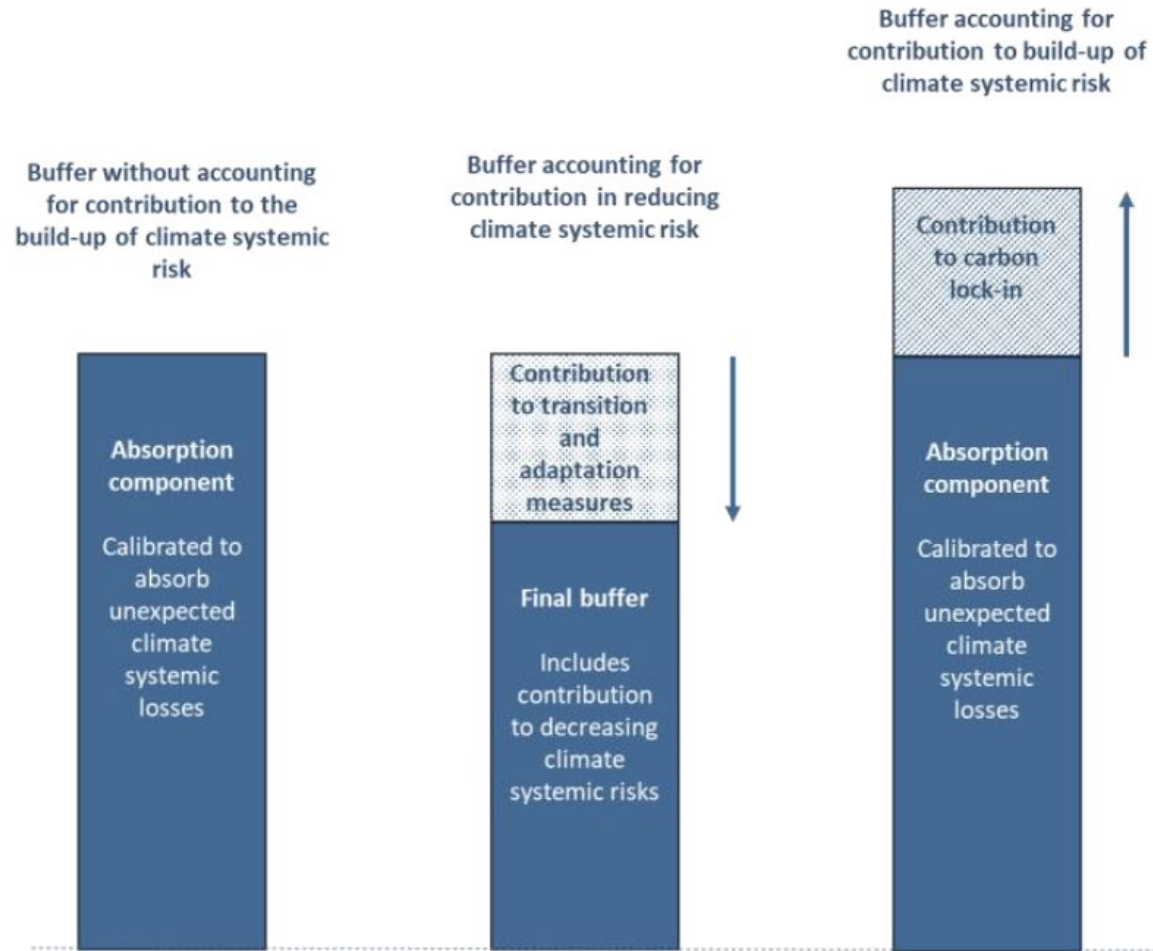 Buffer without accounting
for contribution to the
build-up of climate systemic
risk
Absorption
component
Calibrated to
absorb
unexpected
climate
systemic
losses
Buffer accounting for
contribution in reducing
climate systemic risk
Contribution
to transition
and
adaptation
measures
Final buffer
Includes
contribution
to decreasing
climate
systemic risks
Buffer accounting for
contribution to build-up of
climate systemic risk
Contribution
to carbon
lock-in
Absorption
component
Calibrated to
absorb
unexpected
climate
systemic
losses